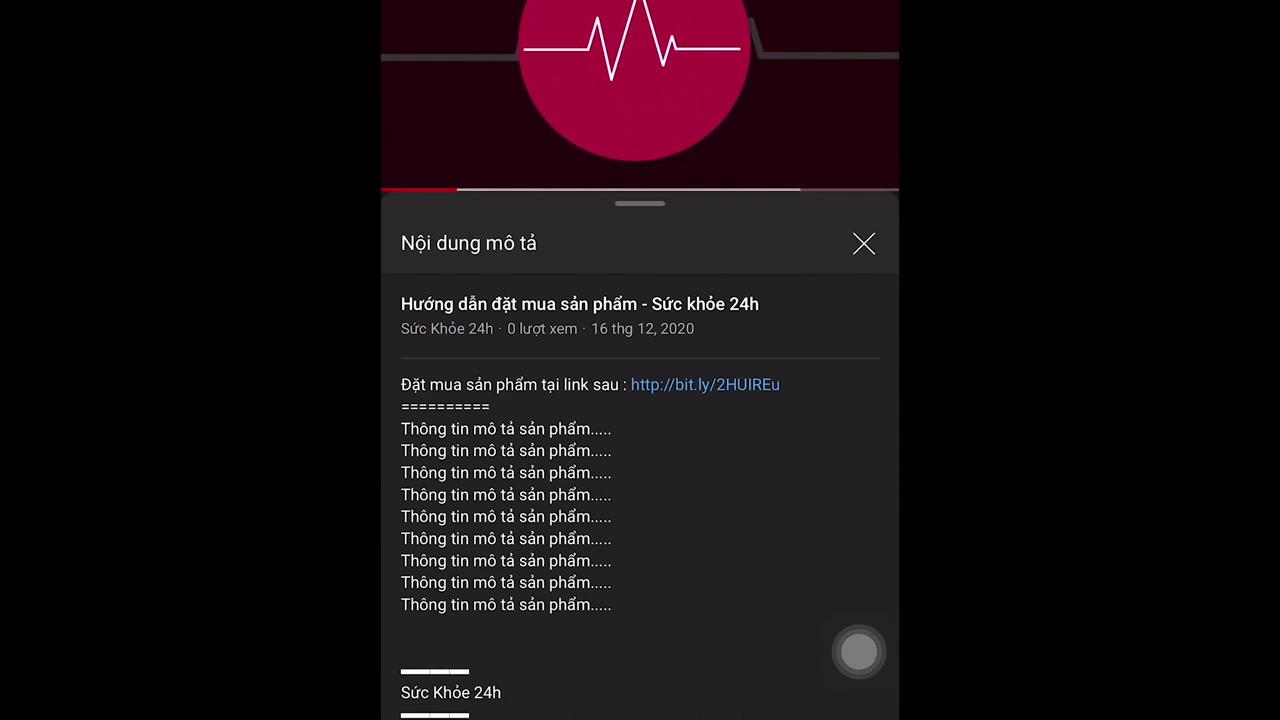 Nội dung mô tả
Hướng dẫn đặt mua sản phẩm - Sức khỏe 24h
Sức Khỏe 24h · 0 lượt xem · 16 thg 12, 2020
Đặt mua sản phẩm tại link sau : http://bit.ly/2HUIREu
==========
Thông tin mô tả sản phẩm.....
Thông tin mô tả sản phẩm.....
Thông tin mô tả sản phẩm.....
Thông tin mô tả sản phẩm.....
Thông tin mô tả sản phẩm.....
Thông tin mô tả sản phẩm.....
Thông tin mô tả sản phẩm.....
Thông tin mô tả sản phẩm.....
Thông tin mô tả sản phẩm.....
Sức Khỏe 24h